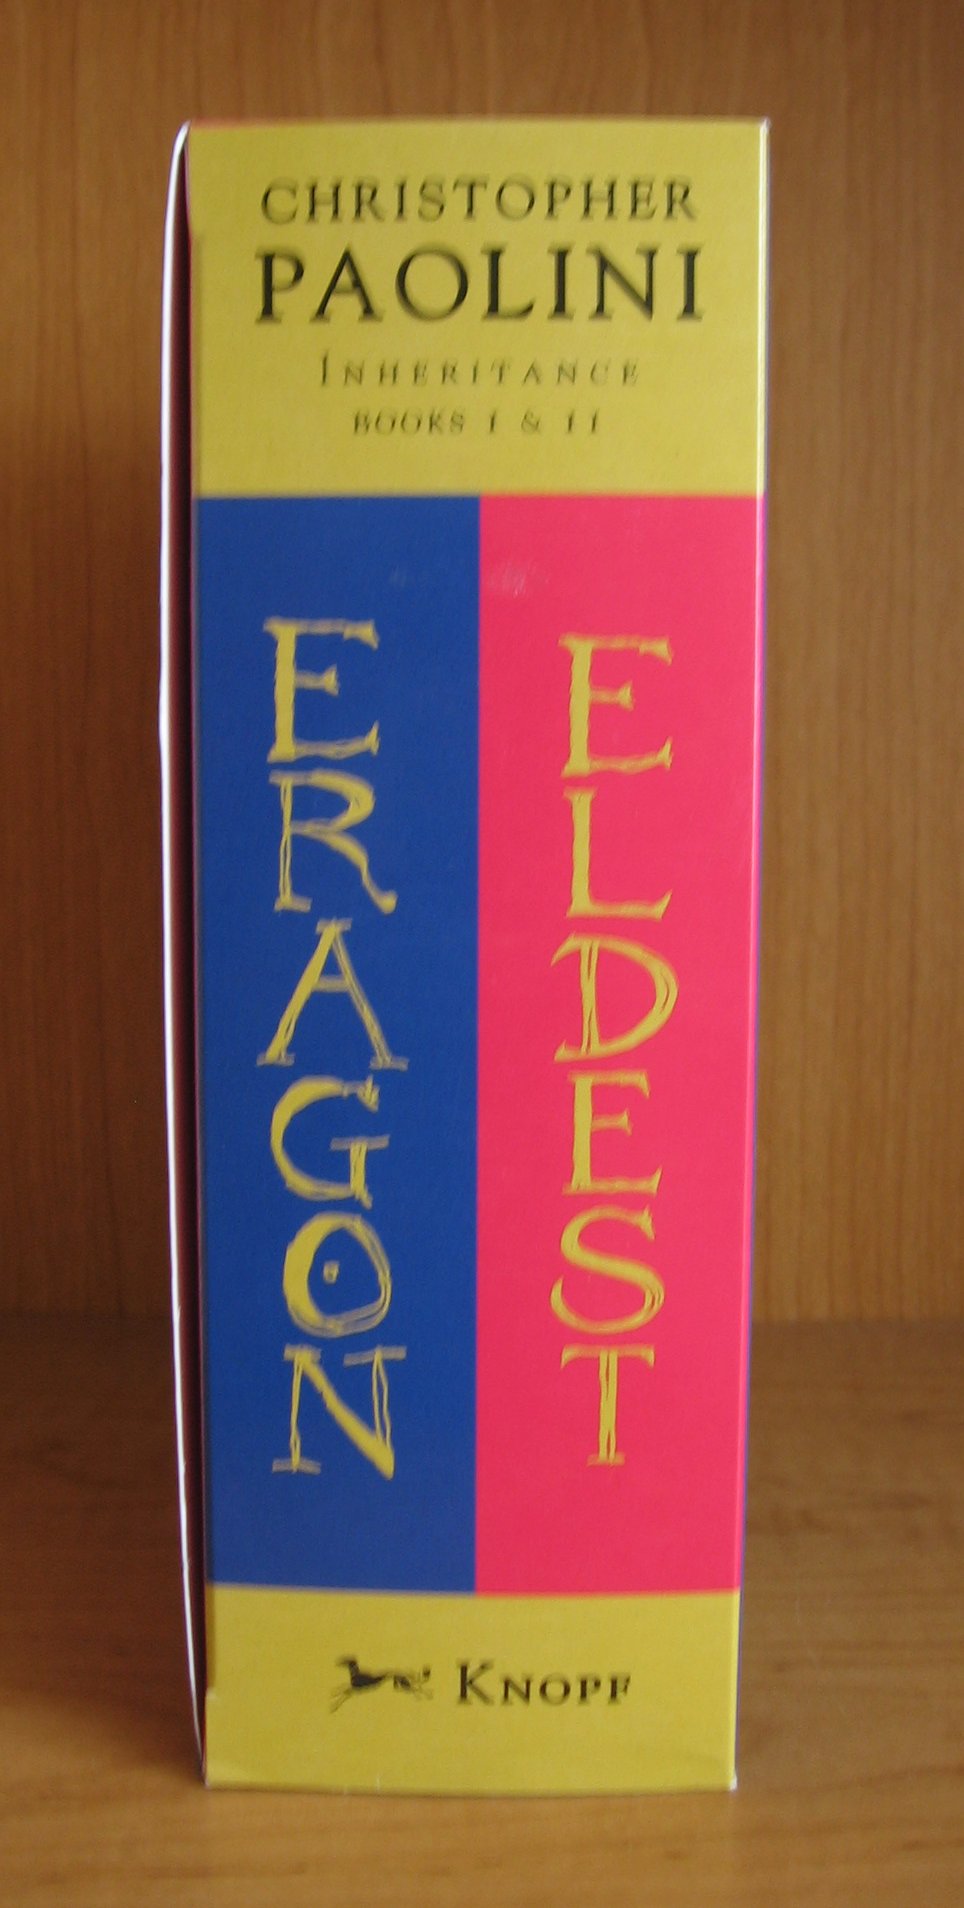 CHRISTOPHER
PAOLINI
INHERITANCE
BOOKS I & II
ERAGON
ELDEST
KNOPF